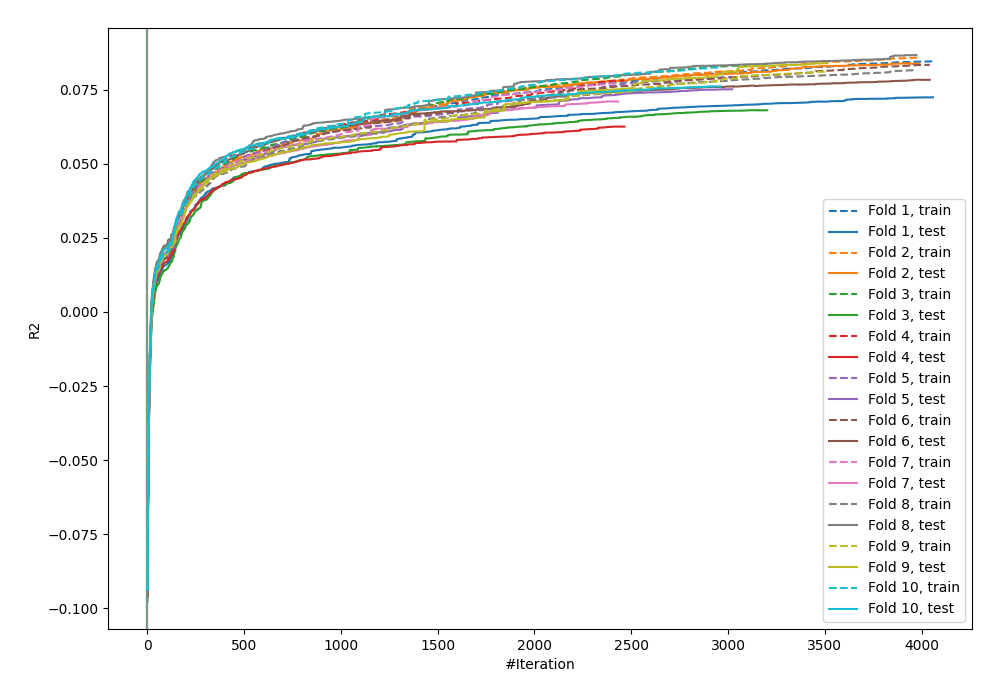 0.075
0.050
0.025
0.000
−0.025
−0.050
−0.075
−0.100
R2
0
500
1000
1500
2000
2500
3000
3500
4000
#Iteration
Fold 1, train
Fold 1, test
Fold 2, train
Fold 2, test
Fold 3, train
Fold 3, test
Fold 4, train
Fold 4, test
Fold 5, train
Fold 5, test
Fold 6, train
Fold 6, test
Fold 7, train
Fold 7, test
Fold 8, train
Fold 8, test
Fold 9, train
Fold 9, test
Fold 10, train
Fold 10, test